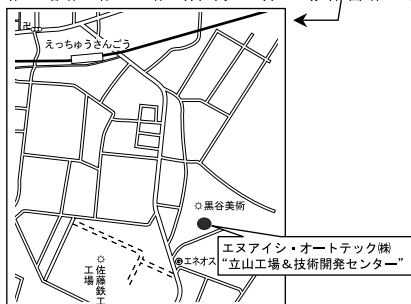 えっちゅうさんごう
黒谷美術
エヌアイシ・オートテック㈱
“立山工場＆技術開発センター”
エネオス
佐藤鉄工
工場